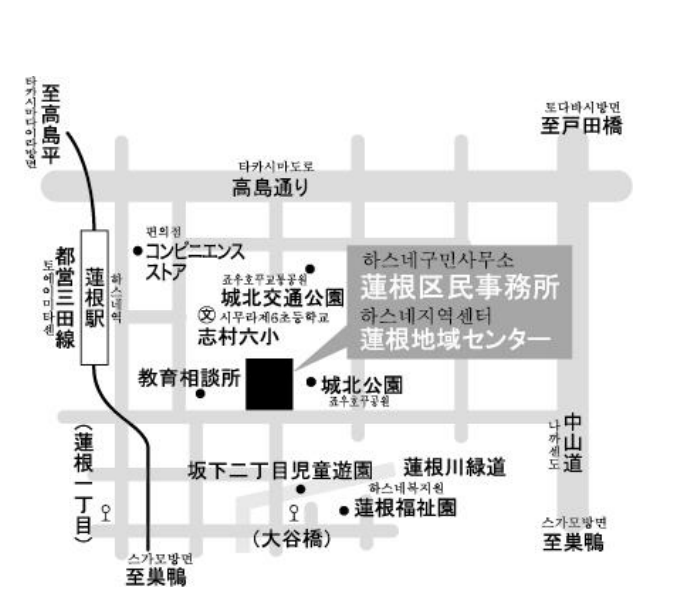 타카시마다이라방면
至高島平
토다바시방면
至戸田橋
타카시마도로
高島通り
편의점
コンビニエンス
ストア
하스네구민사무소
蓮根区民事務所
하스네지역센터
蓮根地域センター
죠우호꾸교통공원
城北交通公園
文
시무라제6초등학교
志村六小
하스네역
蓮根駅
都営三田線
토에이미타센
教育相談所
城北公園
죠우호꾸공원
中山道
나까센도
(蓮根一丁目)
坂下二丁目児童遊園
蓮根川緑道
하스네복지원
蓮根福祉園
(大谷橋)
스가모방면
至巣鴨
스가모방면
至巣鴨